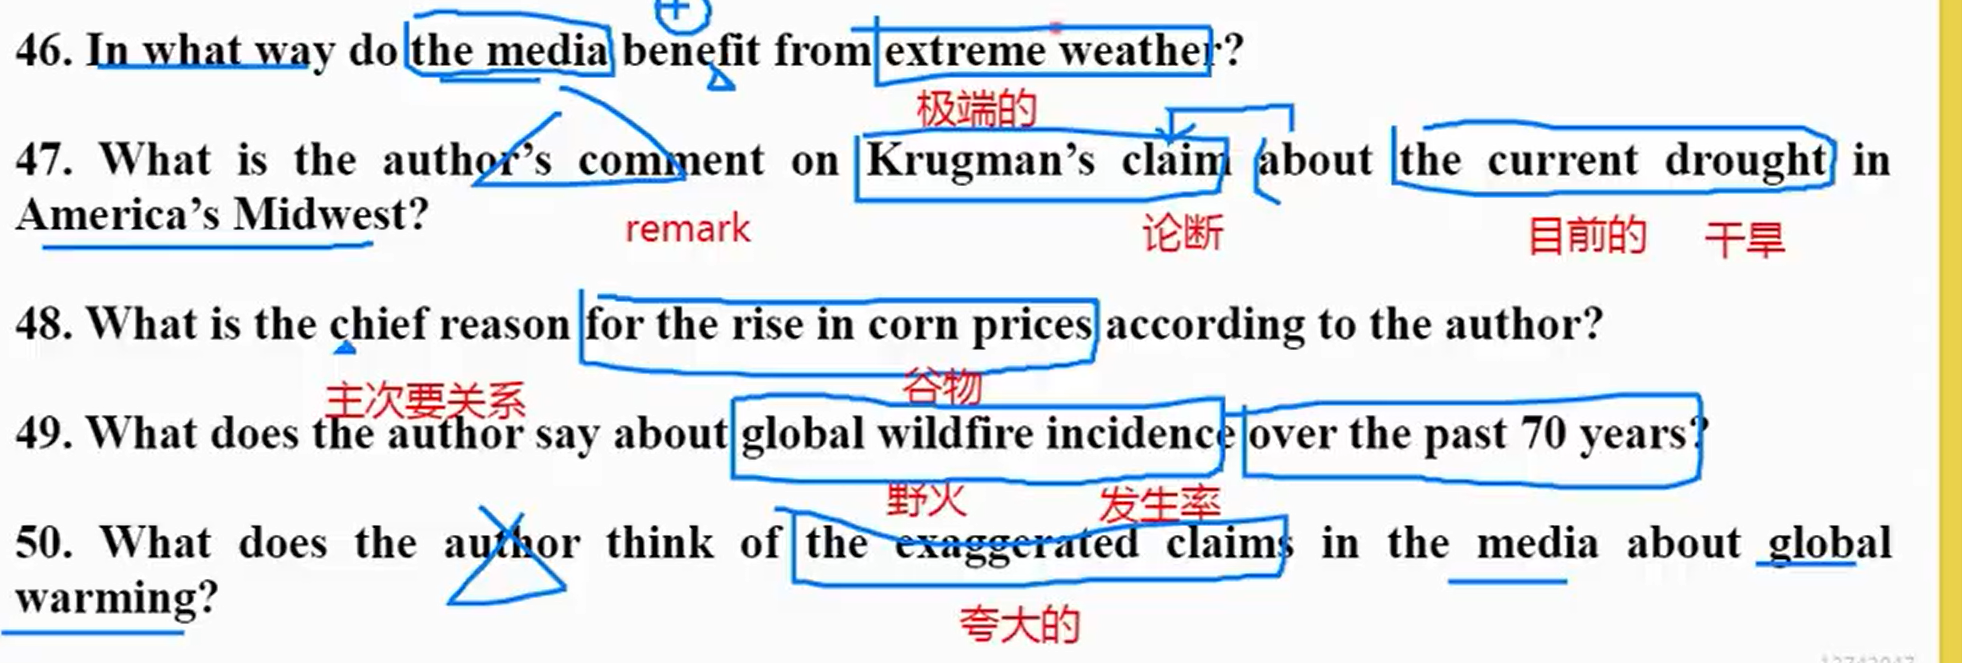 46. In what way do the media benefit from extreme weather?
极端的
47. What is the author's comment on Krugman's claim about the current drought in
America's Midwest?
remark 论断 目前的 干旱
48. What is the chief reason for the rise in corn prices according to the author?
主次要关系 谷物
49. What does the author say about global wildfire incidence over the past 70 years?
野火 发生率
50. What does the author think of the exaggerated claims in the media about global
warming?
夸大的